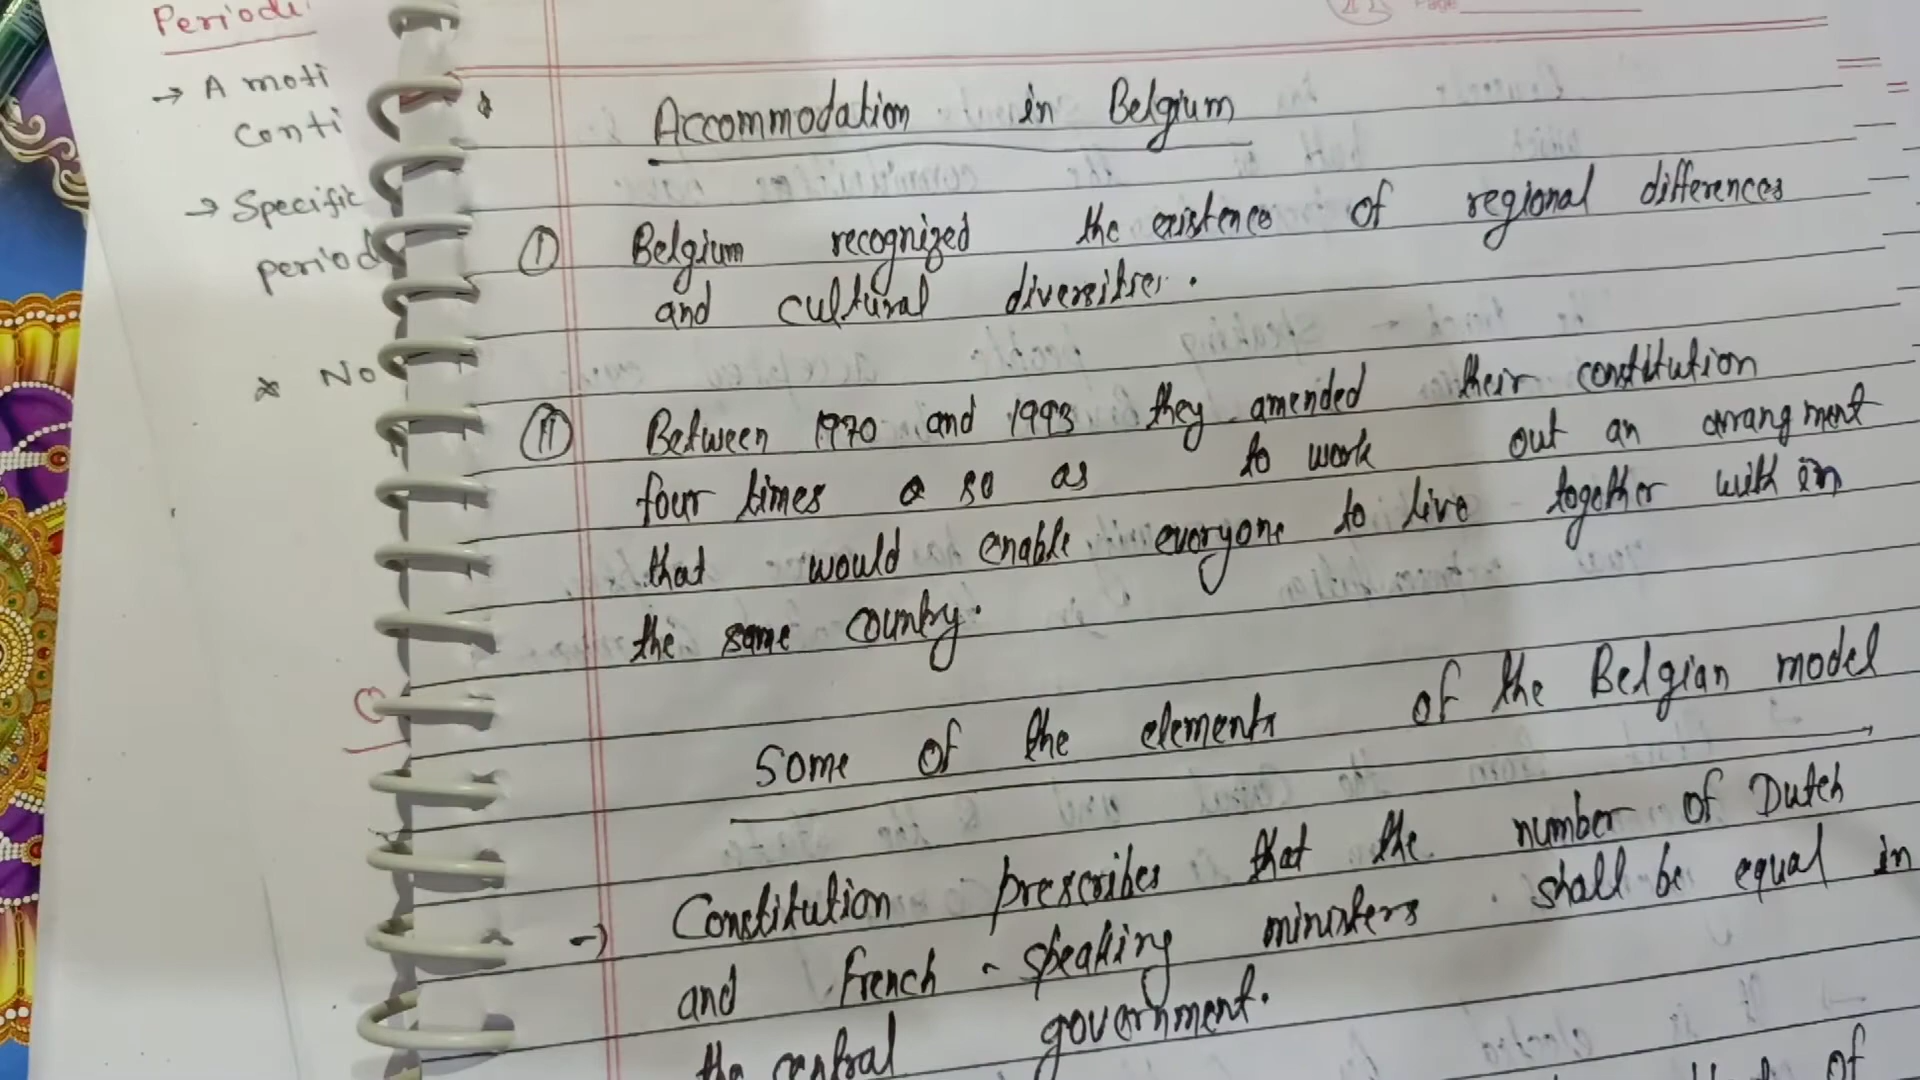 Periodi
→ A moti
conti
→ Specific
period
* No
Accommodation in Belgium
(I) Belgium recognized the existence of regional differences
and cultural diversities.
(II) Between 1970 and 1993 they amended their constitution
four times so as to work out an arrangment
that would enable everyone to live together with in
the same country.
Some of the elements of the Belgian model
→ Constitution prescribes that the number of Dutch
and French - speaking ministers shall be equal in
the central government.
of